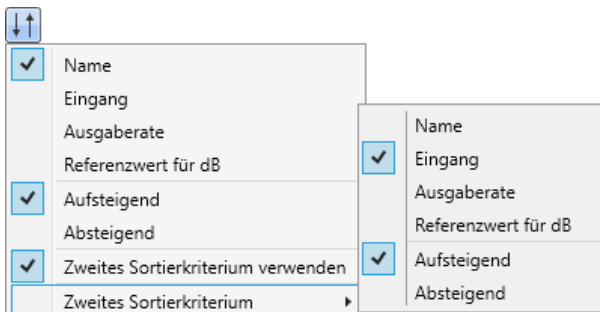 Name
Eingang
Ausgaberate
Referenzwert für dB
Aufsteigend
Absteigend
Zweites Sortierkriterium verwenden
Zweites Sortierkriterium
Name
Eingang
Ausgaberate
Referenzwert für dB
Aufsteigend
Absteigend